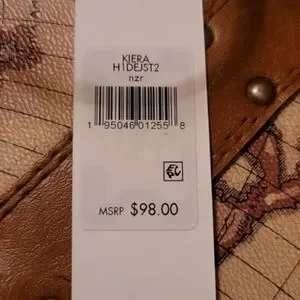 KIERA
H1DEJST2
nzr
1 95046 01255 8
MSRP $98.00